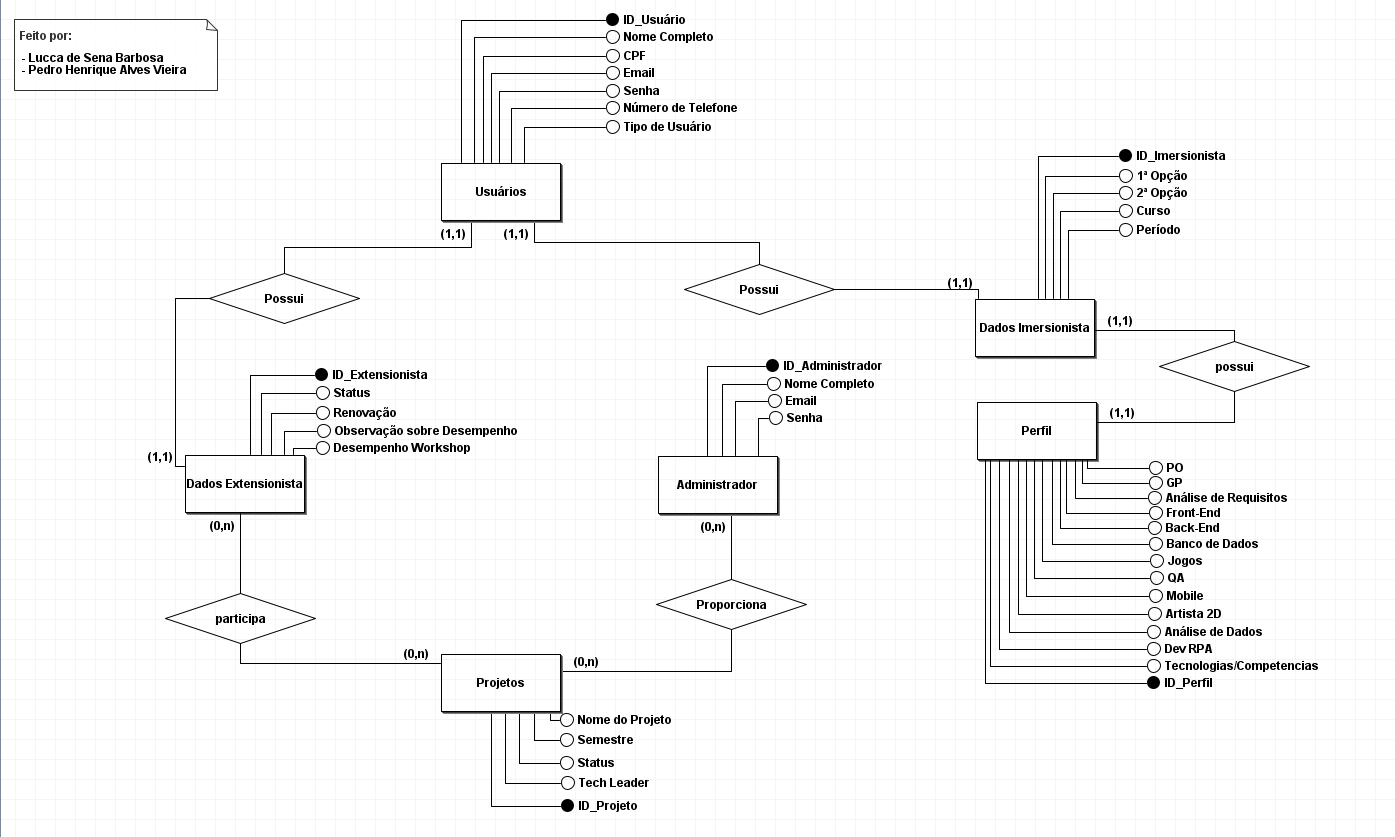 Feito por:
- Lucca de Sena Barbosa
- Pedro Henrique Alves Vieira
ID_Usuário
Nome Completo
CPF
Email
Senha
Número de Telefone
Tipo de Usuário
Usuários
(1,1)
(1,1)
Possui
Possui
ID_Imersionista
1ª Opção
2ª Opção
Curso
Período
(1,1)
Dados Imersionista
(1,1)
possui
(1,1)
Perfil
PO
GP
Análise de Requisitos
Front-End
Back-End
Banco de Dados
Jogos
QA
Mobile
Artista 2D
Análise de Dados
Dev RPA
Tecnologias/Competencias
ID_Perfil
ID_Extensionista
Status
Renovação
Observação sobre Desempenho
Desempenho Workshop
(1,1)
Dados Extensionista
(0,n)
participa
(0,n)
ID_Administrador
Nome Completo
Email
Senha
Administrador
(0,n)
Proporciona
(0,n)
Projetos
Nome do Projeto
Semestre
Status
Tech Leader
ID_Projeto